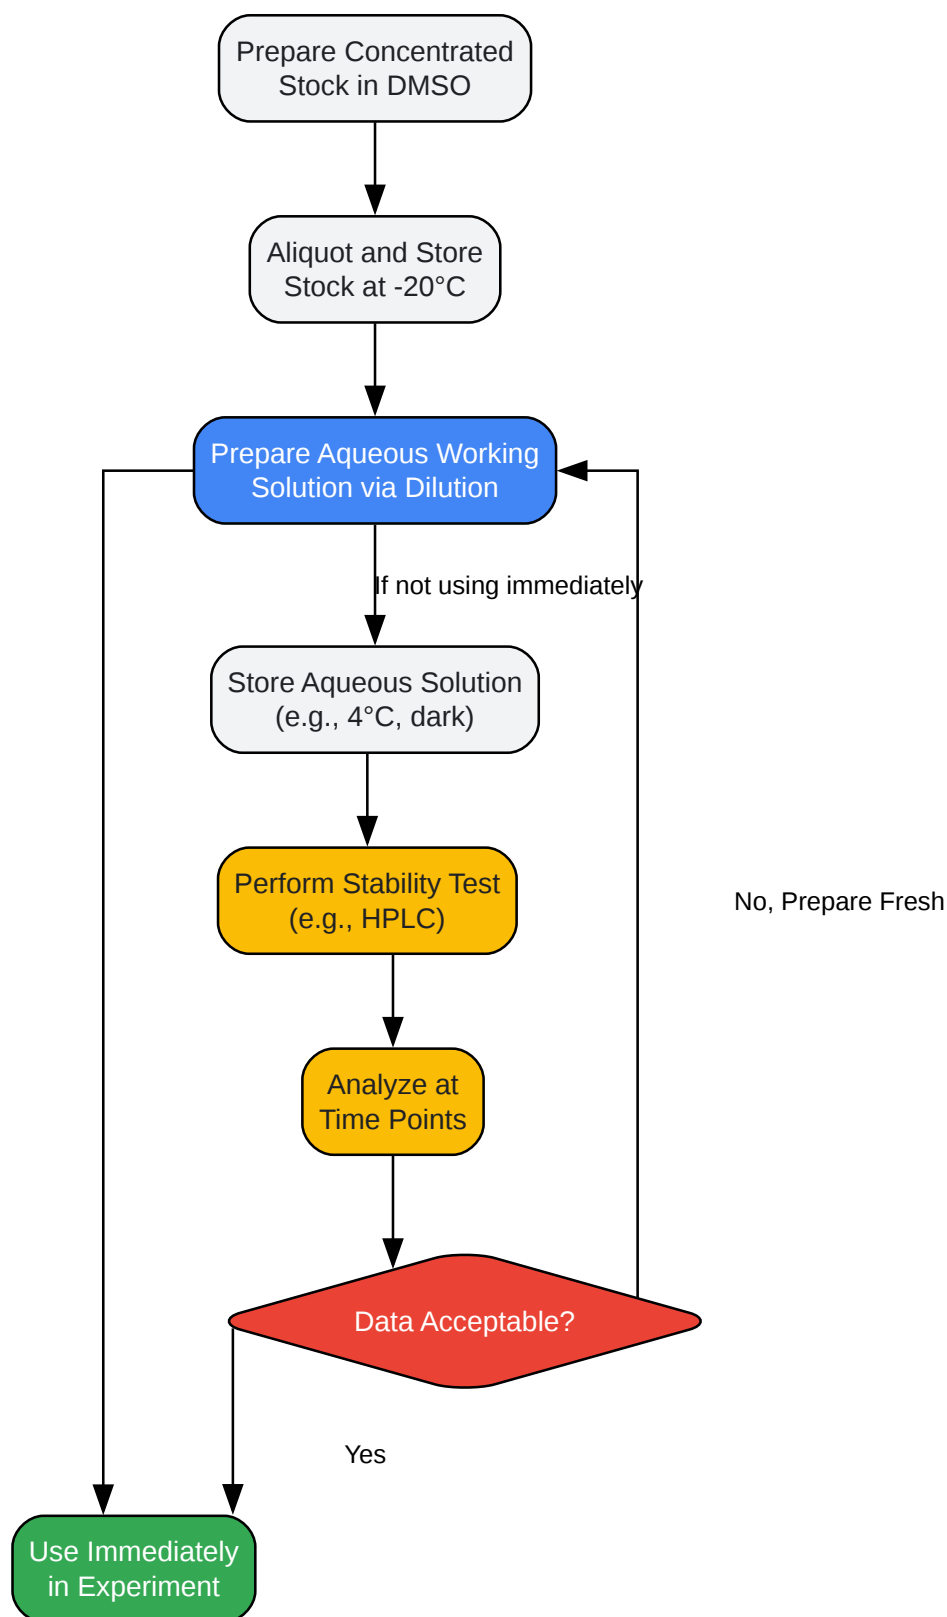 Prepare Concentrated
Stock in DMSO
Aliquot and Store
Stock at -20°C
Prepare Aqueous Working
Solution via Dilution
If not using immediately
Store Aqueous Solution
(e.g., 4°C, dark)
Perform Stability Test
(e.g., HPLC)
No, Prepare Fresh
Analyze at
Time Points
Data Acceptable?
Yes
Use Immediately
in Experiment